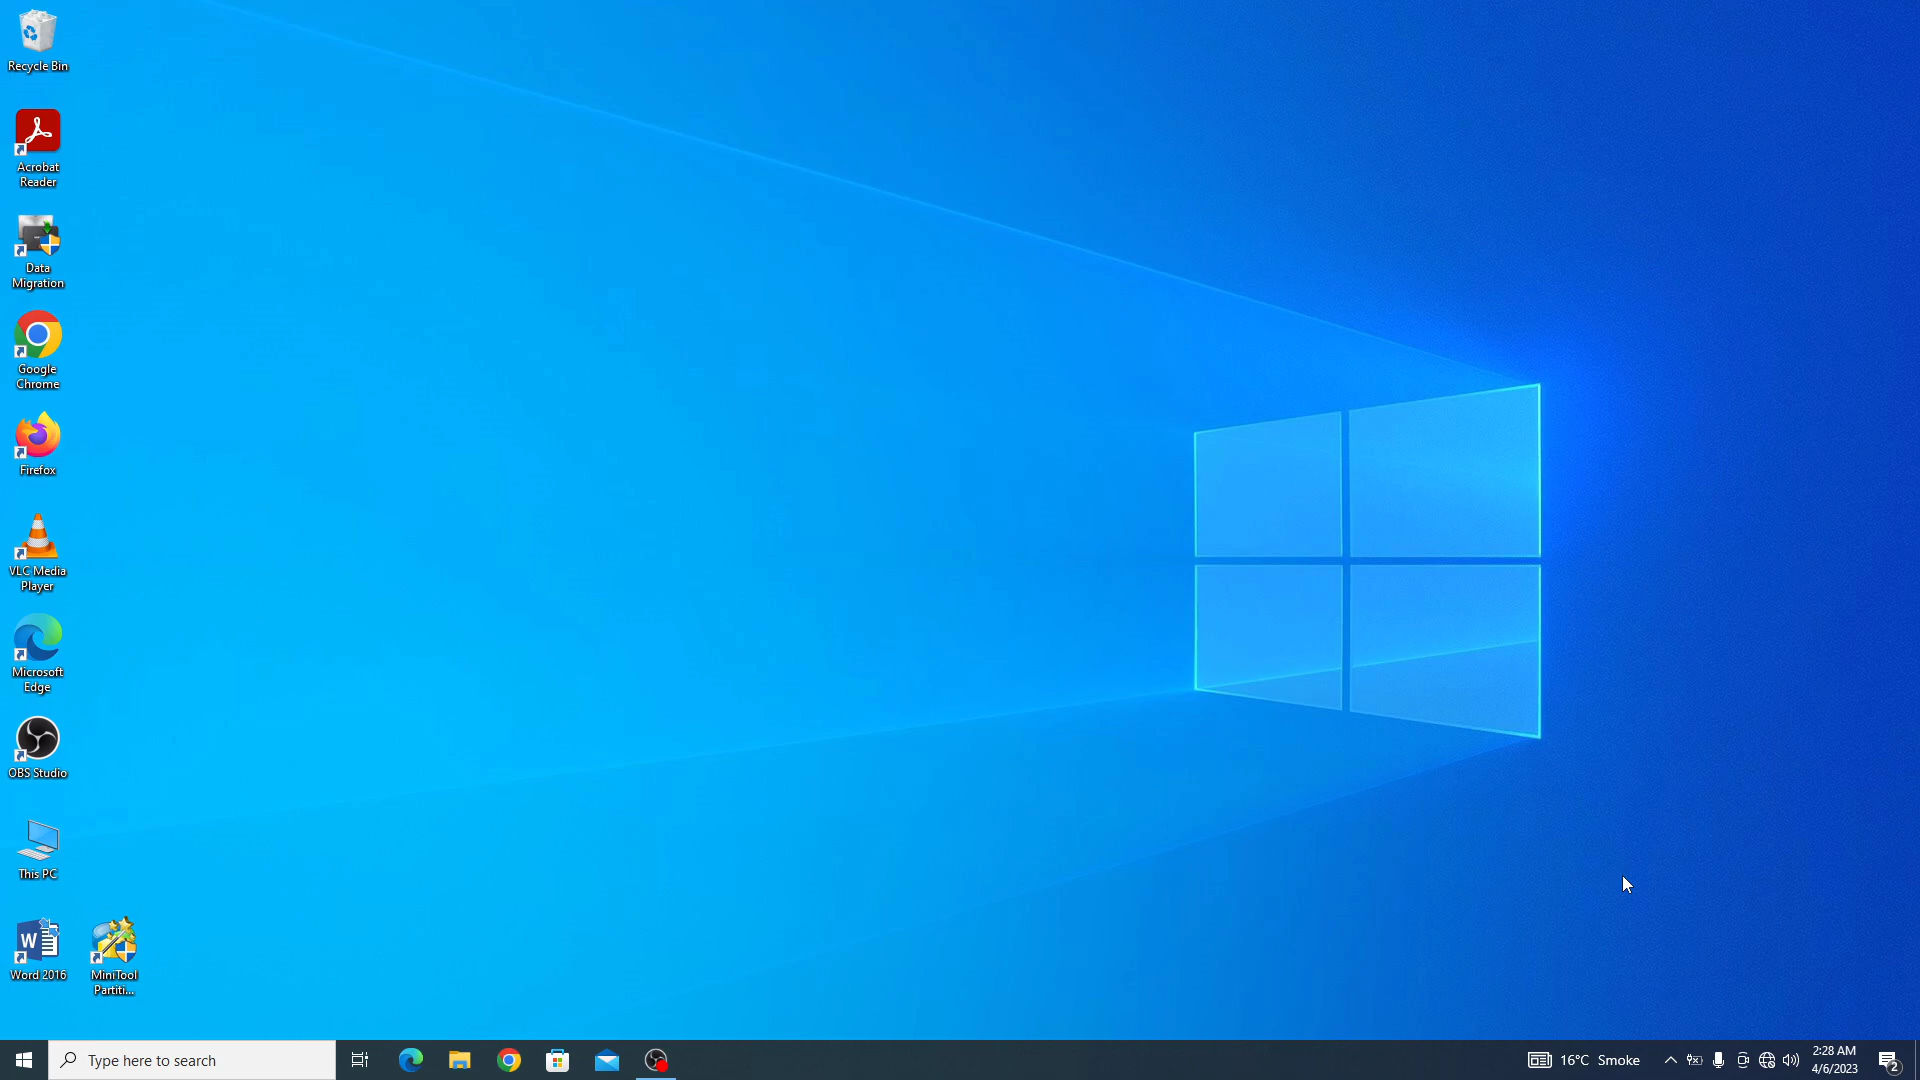 Recycle Bin
Acrobat
Reader
Data
Migration
Google
Chrome
Firefox
VLC Media
Player
Microsoft
Edge
OBS Studio
This PC
W
Word 2016
MiniTool
Partiti...
Type here to search
16°C Smoke
2:28 AM
4/6/2023
2